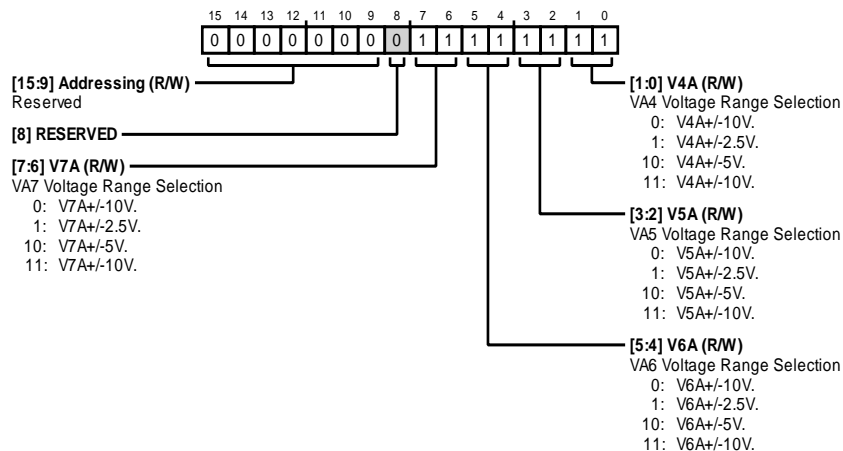 15 14 13 12 11 10 9 8 7 6 5 4 3 2 1 0
0 0 0 0 0 0 0 0 1 1 1 1 1 1 1 1
[15:9] Addressing (R/W)
Reserved
[8] RESERVED
[7:6] V7A (R/W)
VA7 Voltage Range Selection
0: V7A+/-10V.
1: V7A+/-2.5V.
10: V7A+/-5V.
11: V7A+/-10V.
[1:0] V4A (R/W)
VA4 Voltage Range Selection
0: V4A+/-10V.
1: V4A+/-2.5V.
10: V4A+/-5V.
11: V4A+/-10V.
[3:2] V5A (R/W)
VA5 Voltage Range Selection
0: V5A+/-10V.
1: V5A+/-2.5V.
10: V5A+/-5V.
11: V5A+/-10V.
[5:4] V6A (R/W)
VA6 Voltage Range Selection
0: V6A+/-10V.
1: V6A+/-2.5V.
10: V6A+/-5V.
11: V6A+/-10V.